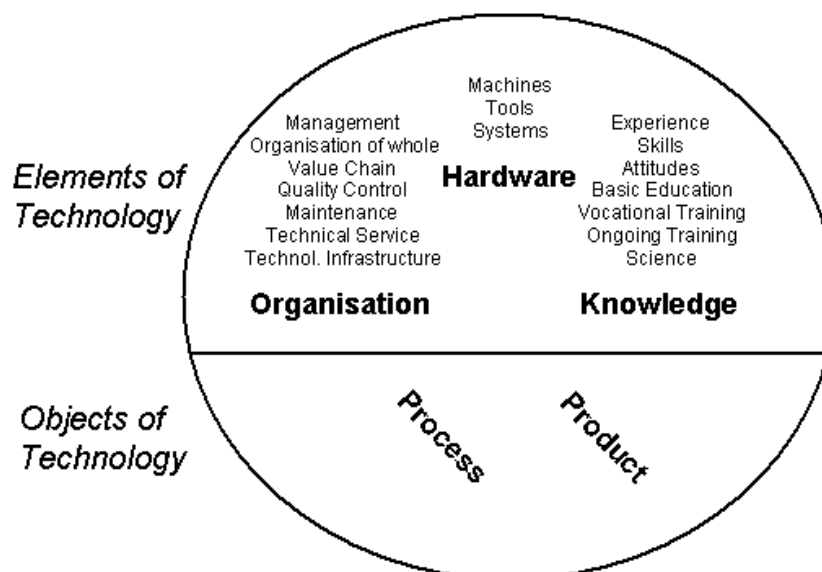 Elements of
Technology
Management
Organisation of whole
Value Chain
Quality Control
Maintenance
Technical Service
Technol. Infrastructure
Organisation
Machines
Tools
Systems
Hardware
Experience
Skills
Attitudes
Basic Education
Vocational Training
Ongoing Training
Science
Knowledge
Objects of
Technology
Process
Product